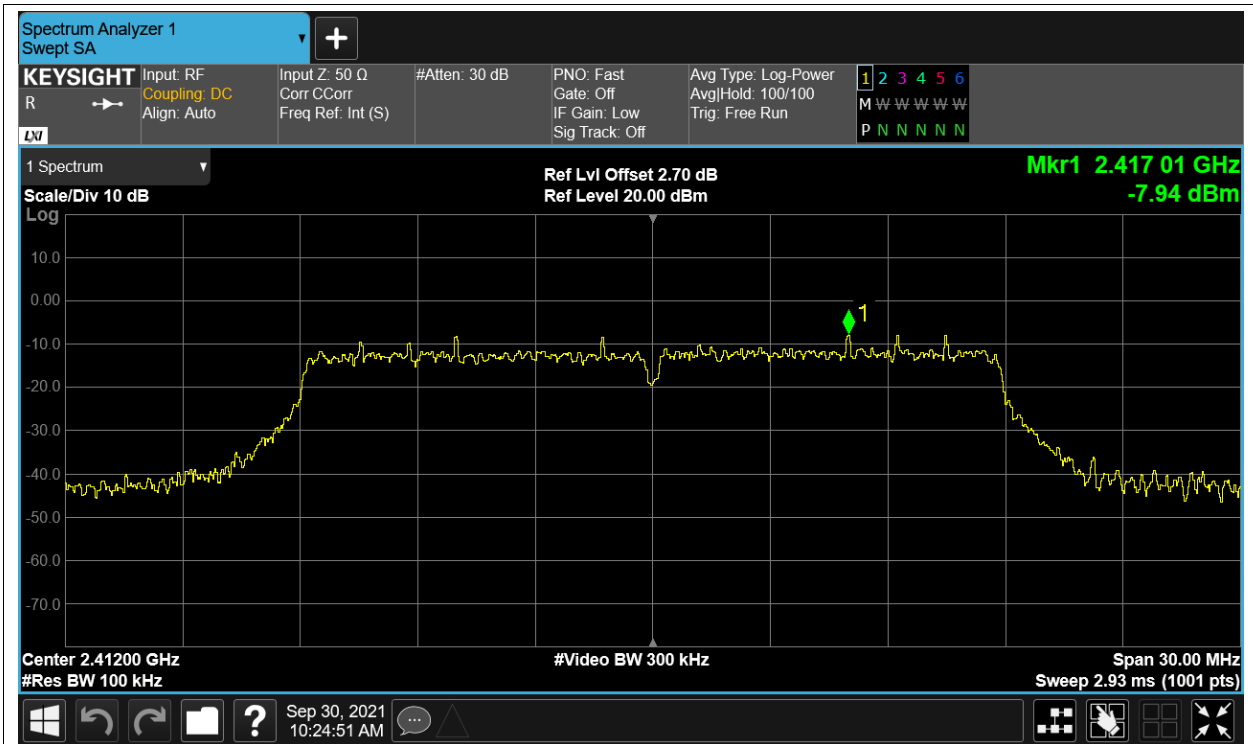 Spectrum Analyzer 1
Swept SA
KEYSIGHT
R
LXI
Input: RF
Coupling: DC
Align: Auto
Input Z: 50 Ω
Corr CCorr
Freq Ref: Int (S)
#Atten: 30 dB
PNO: Fast
Gate: Off
IF Gain: Low
Sig Track: Off
Avg Type: Log-Power
Avg|Hold: 100/100
Trig: Free Run
1 2 3 4 5 6
M W W W W W
P N N N N N
1 Spectrum
Scale/Div 10 dB
Ref Lvl Offset 2.70 dB
Ref Level 20.00 dBm
Mkr1 2.417 01 GHz
-7.94 dBm
Log
10.0
0.00
-10.0
-20.0
-30.0
-40.0
-50.0
-60.0
-70.0
1
Center 2.41200 GHz
#Res BW 100 kHz
#Video BW 300 kHz
Span 30.00 MHz
Sweep 2.93 ms (1001 pts)
?
Sep 30, 2021
10:24:51 AM